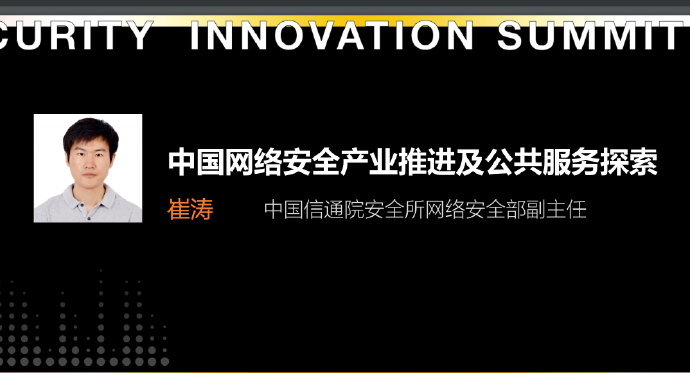 CURITY INNOVATION SUMMIT
中国网络安全产业推进及公共服务探索
崔涛
中国信通院安全所网络安全部副主任